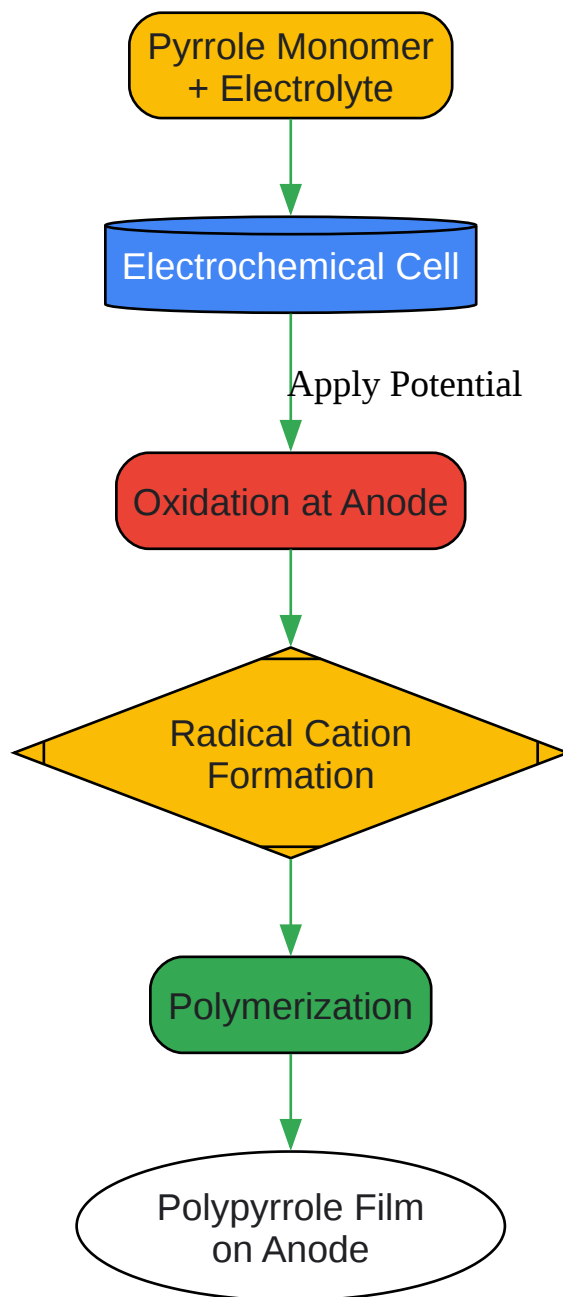 Pyrrole Monomer
+ Electrolyte
Electrochemical Cell
Apply Potential
Oxidation at Anode
Radical Cation
Formation
Polymerization
Polypyrrole Film
on Anode